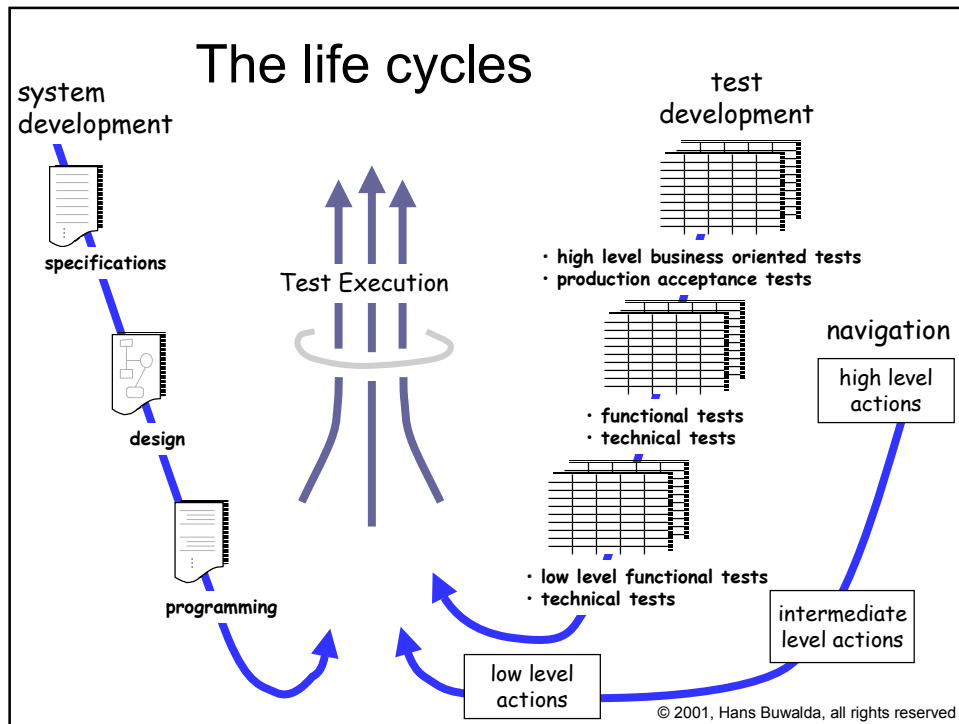 The life cycles
system
development
specifications
design
programming
Test Execution
test
development
• high level business oriented tests
• production acceptance tests
• functional tests
• technical tests
• low level functional tests
• technical tests
navigation
high level
actions
intermediate
level actions
low level
actions
© 2001, Hans Buwalda, all rights reserved